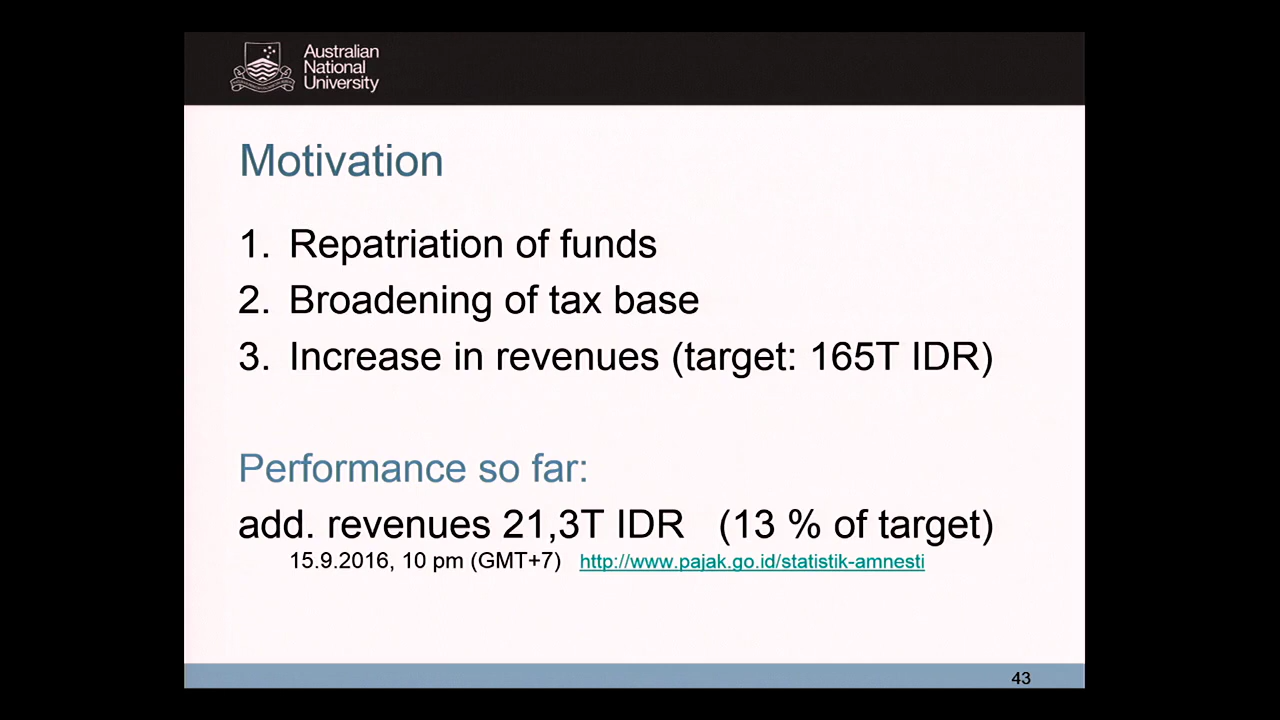 Australian
National
University
Motivation
1. Repatriation of funds
2. Broadening of tax base
3. Increase in revenues (target: 165T IDR)
Performance so far:
add. revenues 21,3T IDR (13 % of target)
15.9.2016, 10 pm (GMT+7) http://www.pajak.go.id/statistik-amnesti
43